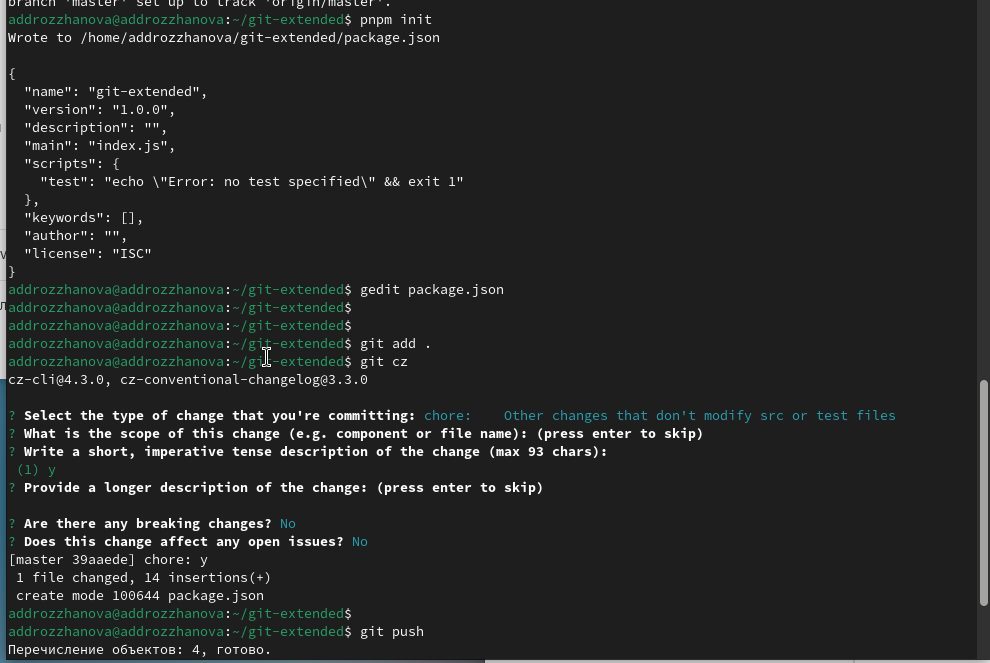 branch 'master' set up to track 'origin/master'.
addrozzhanova@addrozzhanova:~/git-extended$ pnpm init
Wrote to /home/addrozzhanova/git-extended/package.json
{
  "name": "git-extended",
  "version": "1.0.0",
  "description": "",
  "main": "index.js",
  "scripts": {
    "test": "echo \"Error: no test specified\" && exit 1"
  },
  "keywords": [],
  "author": "",
  "license": "ISC"
}
addrozzhanova@addrozzhanova:~/git-extended$ gedit package.json
addrozzhanova@addrozzhanova:~/git-extended$
addrozzhanova@addrozzhanova:~/git-extended$
addrozzhanova@addrozzhanova:~/git-extended$ git add .
addrozzhanova@addrozzhanova:~/git-extended$ git cz
cz-cli@4.3.0, cz-conventional-changelog@3.3.0
? Select the type of change that you're committing: chore:    Other changes that don't modify src or test files
? What is the scope of this change (e.g. component or file name): (press enter to skip)
? Write a short, imperative tense description of the change (max 93 chars):
 (1) y
? Provide a longer description of the change: (press enter to skip)
? Are there any breaking changes? No
? Does this change affect any open issues? No
[master 39aaede] chore: y
 1 file changed, 14 insertions(+)
 create mode 100644 package.json
addrozzhanova@addrozzhanova:~/git-extended$
addrozzhanova@addrozzhanova:~/git-extended$ git push
Перечисление объектов: 4, готово.